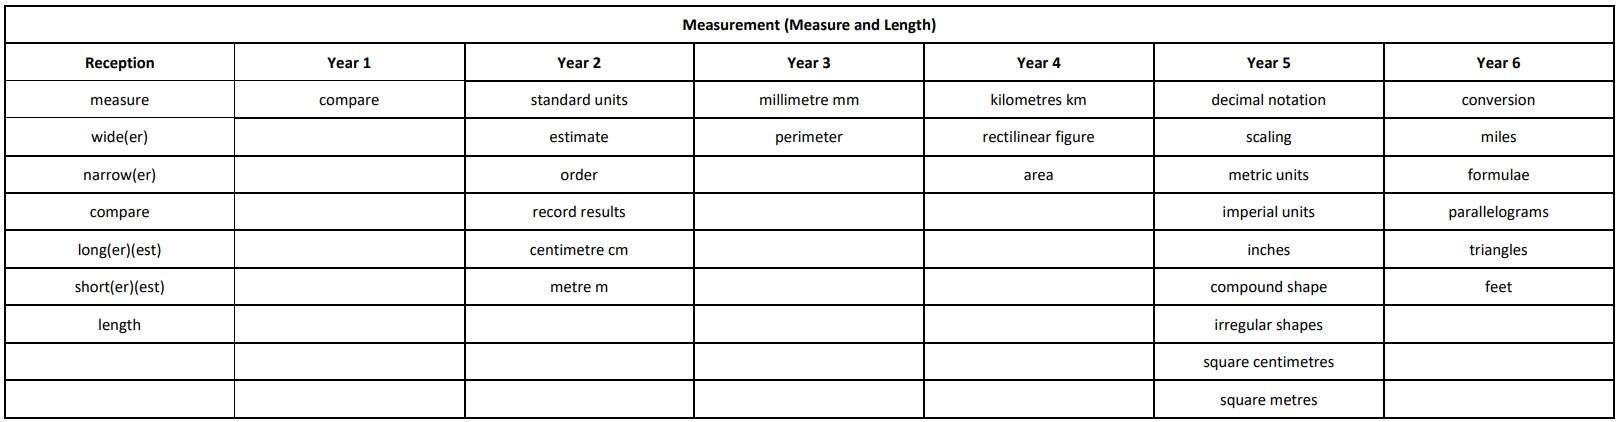 Measurement (Measure and Length)
Reception Year 1 Year 2 Year 3 Year 4 Year 5 Year 6
measure compare standard units millimetre mm kilometres km decimal notation conversion
wide(er) estimate perimeter rectilinear figure scaling miles
narrow(er) order area metric units formulae
compare record results imperial units parallelograms
long(er)(est) centimetre cm inches triangles
short(er)(est) metre m compound shape feet
length irregular shapes
square centimetres
square metres